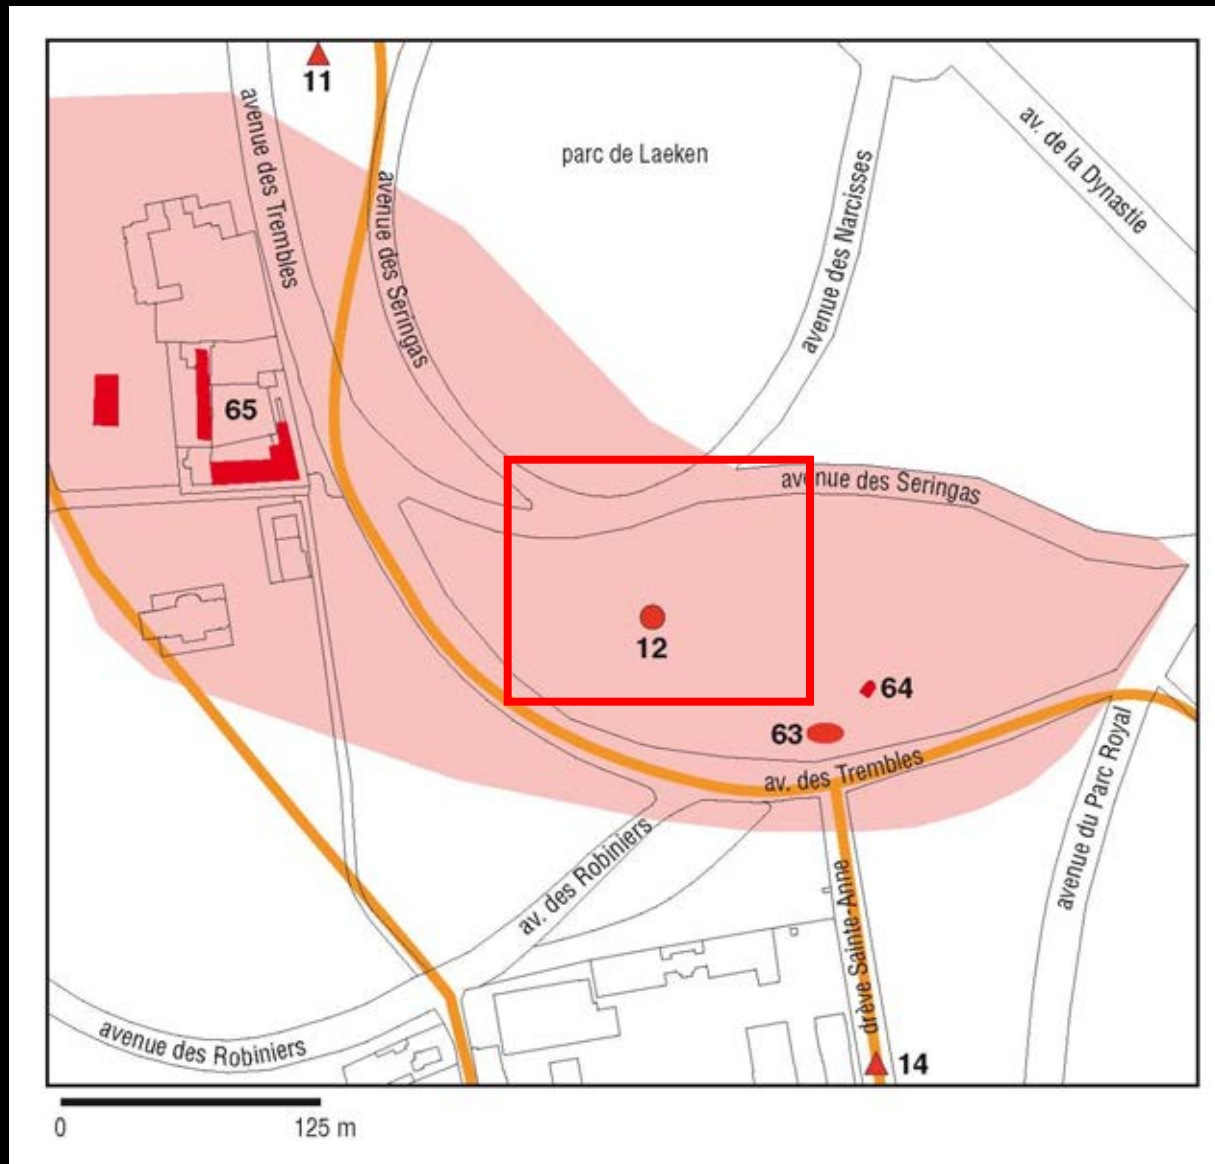 11
avenue des Trembles
parc de Laeken
av. de la Dynastie
avenue des Seringas
avenue des Narcisses
65
avenue des Seringas
12
64
63
av. des Trembles
avenue du Parc Royal
av. des Robiniers
drève Sainte-Anne
avenue des Robiniers
14
0
125 m